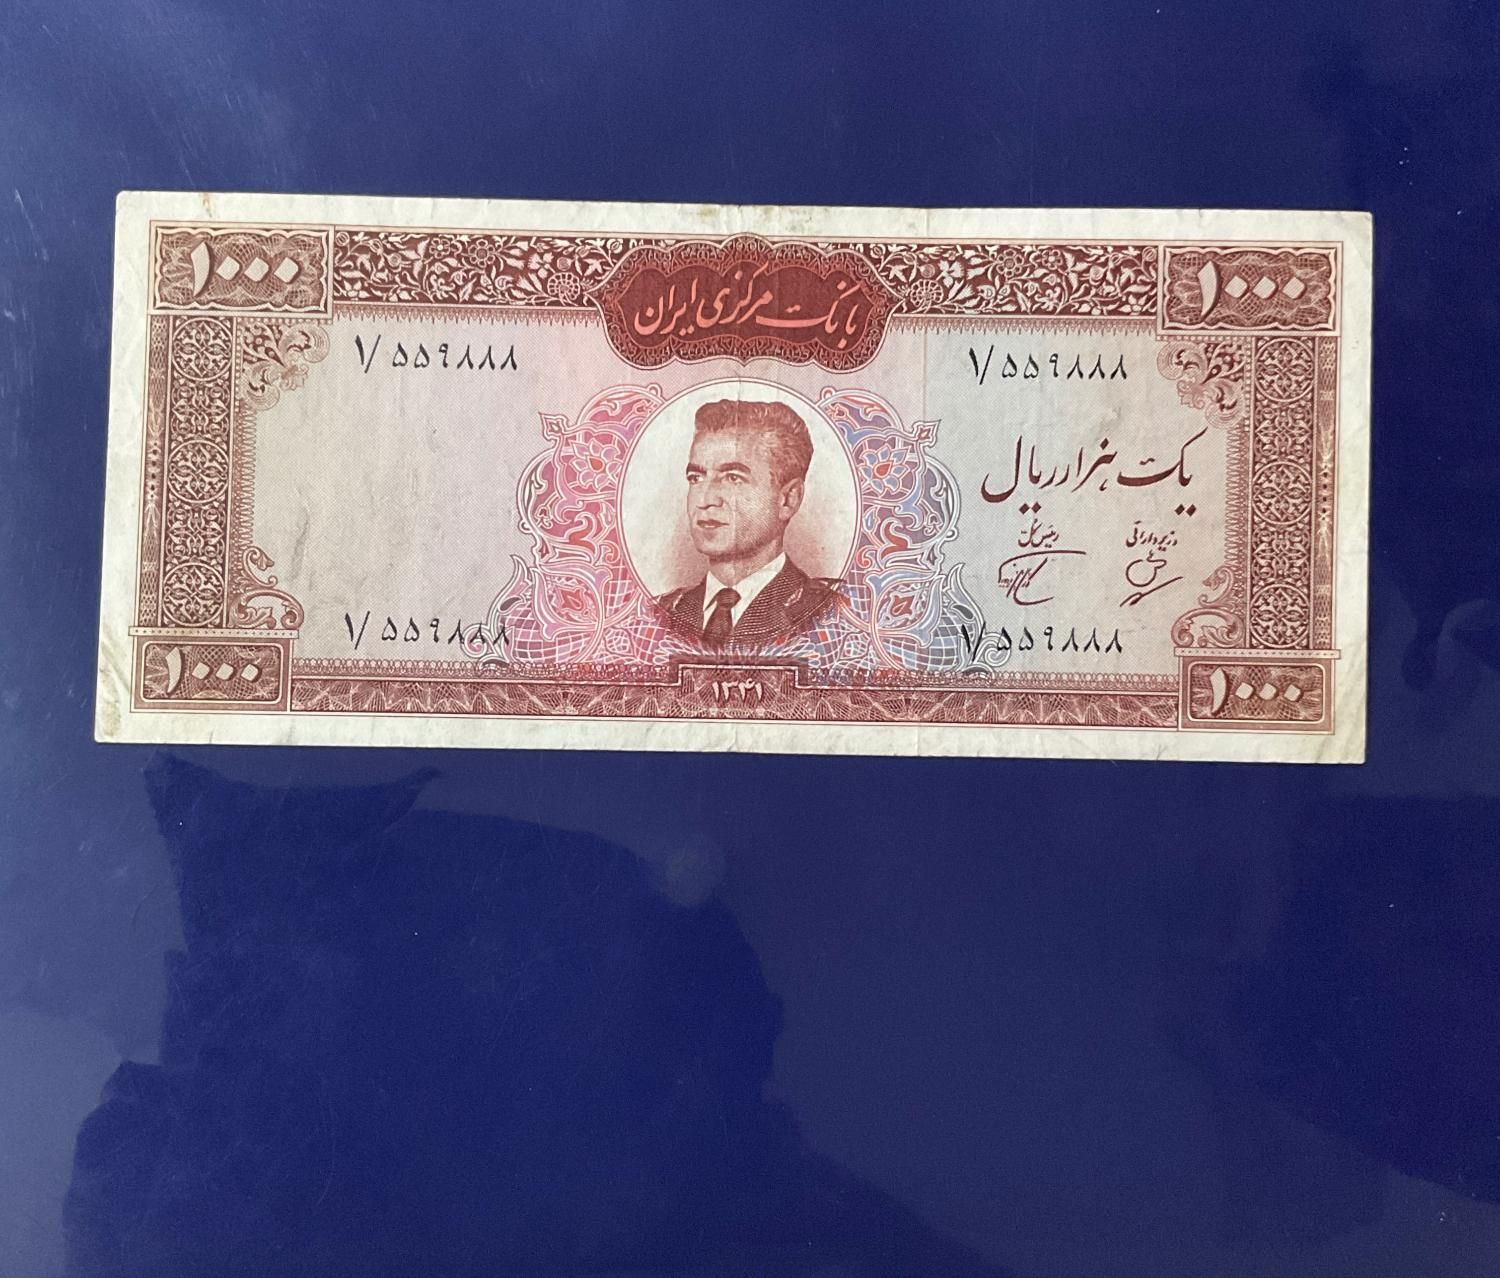 ۱۰۰۰
بانک مرکزی ایران
۱۰۰۰
۱/۵۵۹۸۸۸
۱/۵۵۹۸۸۸
یک هزار ریال
وزیر دارائی
رئیس کل
۱/۵۵۹۸۸۸
۱/۵۵۹۸۸۸
۱۰۰۰
۱۳۴۱
۱۰۰۰